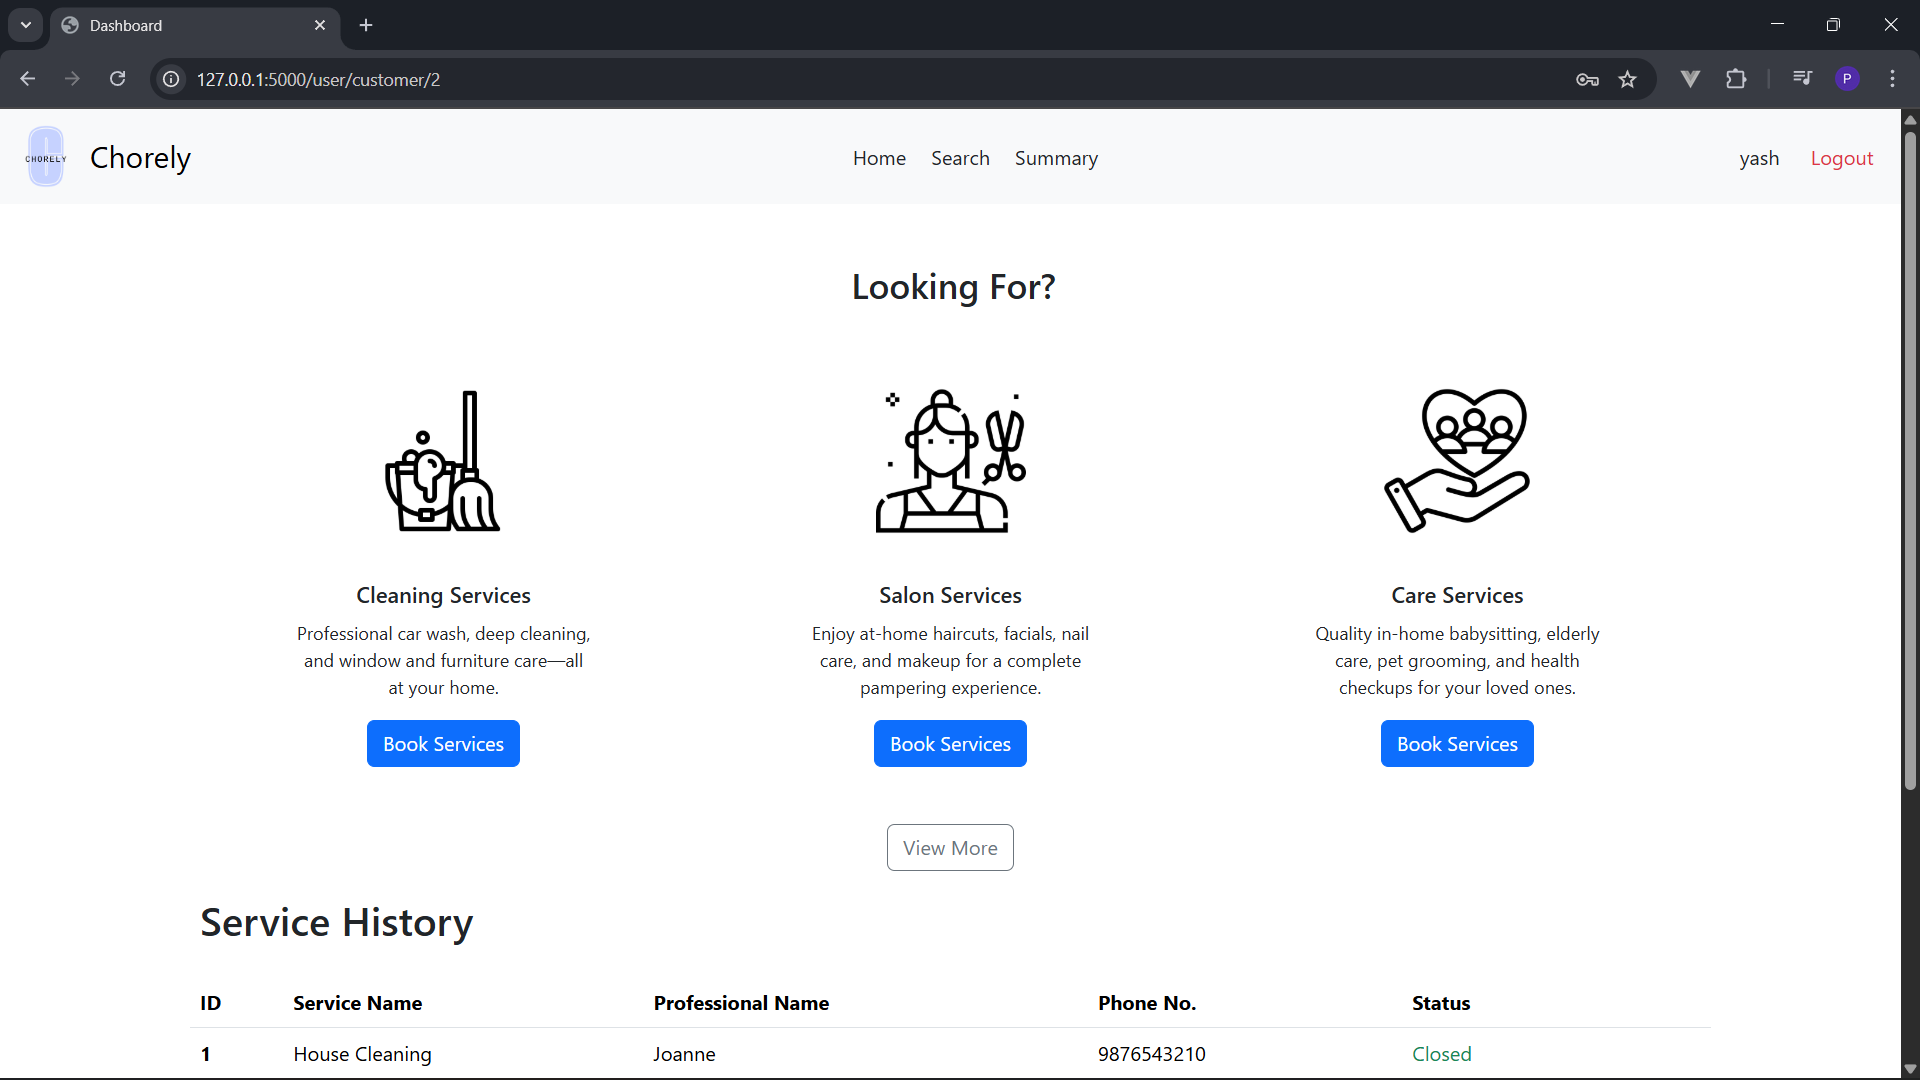 Dashboard
127.0.0.1:5000/user/customer/2
P
CHORELY
Chorely
Home Search Summary
yash Logout
Looking For?
Cleaning Services
Professional car wash, deep cleaning,
and window and furniture care—all
at your home.
Book Services
Salon Services
Enjoy at-home haircuts, facials, nail
care, and makeup for a complete
pampering experience.
Book Services
Care Services
Quality in-home babysitting, elderly
care, pet grooming, and health
checkups for your loved ones.
Book Services
View More
Service History
ID Service Name Professional Name Phone No. Status
1 House Cleaning Joanne 9876543210 Closed